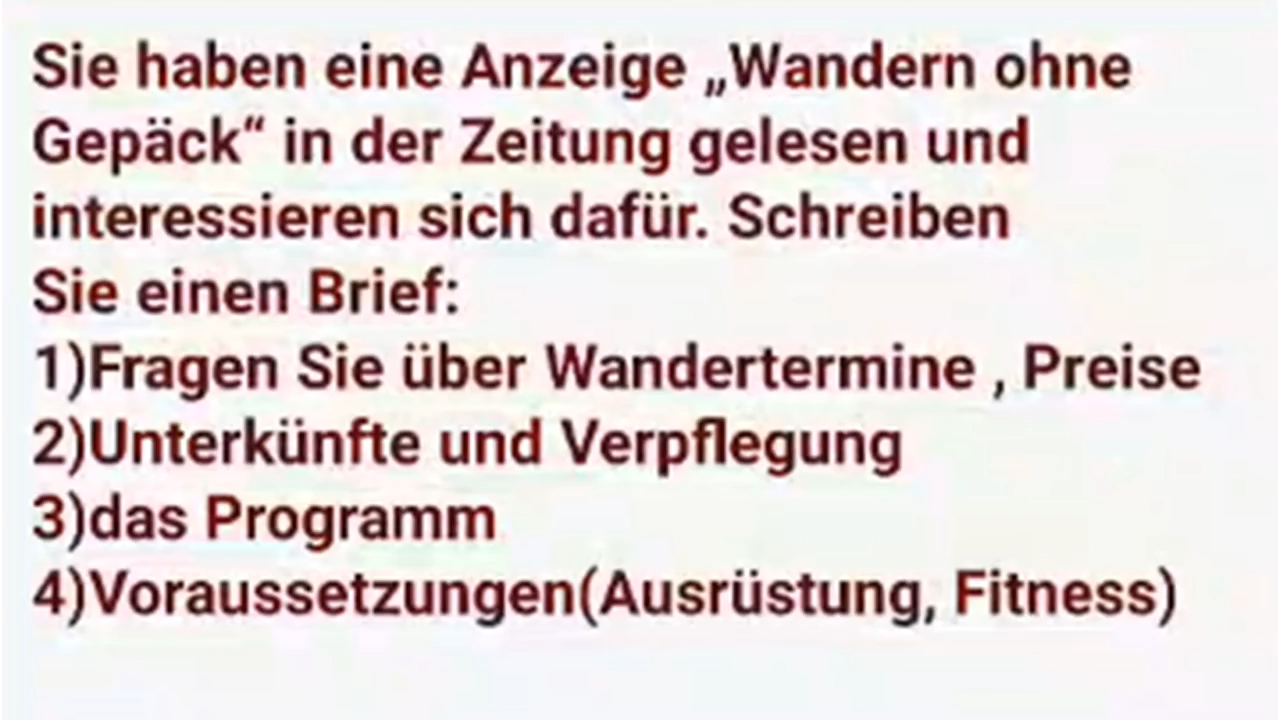 Sie haben eine Anzeige „Wandern ohne
Gepäck“ in der Zeitung gelesen und
interessieren sich dafür. Schreiben
Sie einen Brief:
1)Fragen Sie über Wandertermine , Preise
2)Unterkünfte und Verpflegung
3)das Programm
4)Voraussetzungen(Ausrüstung, Fitness)